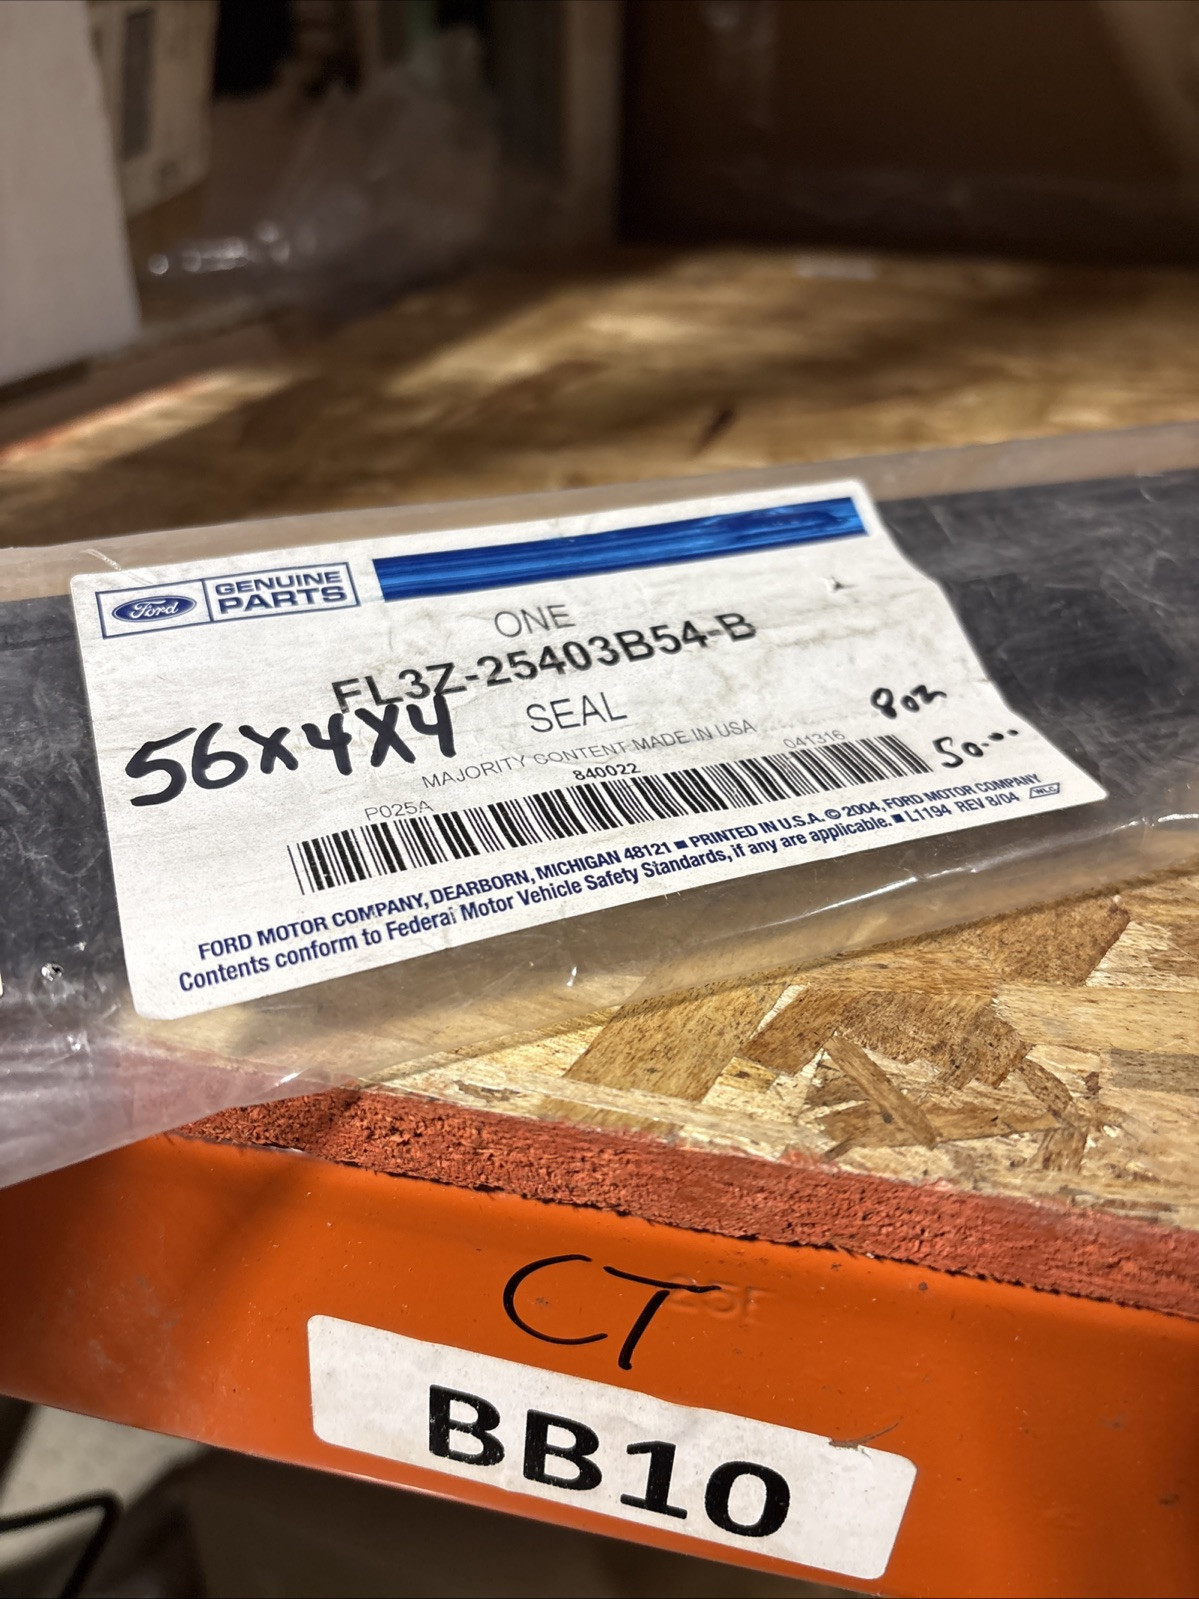 Ford
GENUINE
PARTS
ONE
FL3Z-25403B54-B
SEAL
56x4x4
8oz
MAJORITY CONTENT MADE IN USA
P025A
840022
041316
50.00
FORD MOTOR COMPANY, DEARBORN, MICHIGAN 48121 ■ PRINTED IN U.S.A. © 2004, FORD MOTOR COMPANY
Contents conform to Federal Motor Vehicle Safety Standards, if any are applicable. ■ L1194 REV 8/04
WLC
CT
BB10